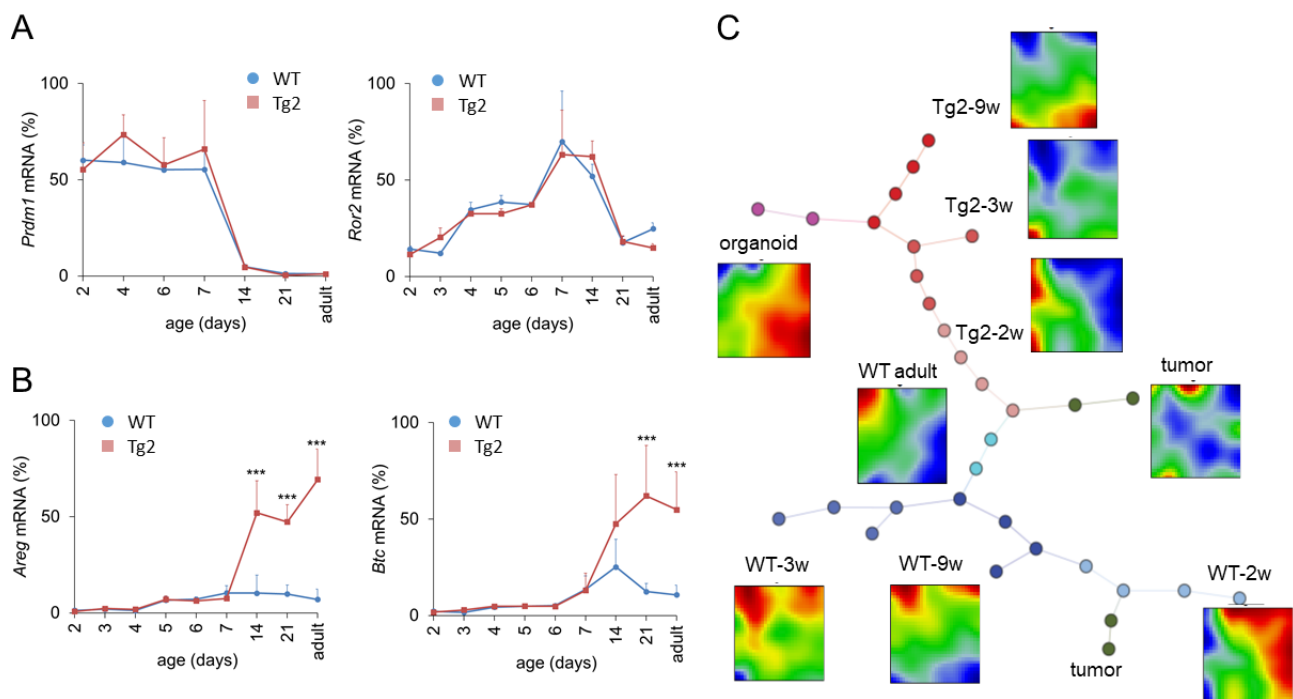 A
WT
Tg2
100
50
0
Prdm1 mRNA (%)
2
4
6
7
14
21
adult
age (days)
WT
Tg2
100
50
0
Ror2 mRNA (%)
2
3
4
5
6
7
14
21
adult
age (days)
B
WT
Tg2
100
50
0
Areg mRNA (%)
***
***
***
2
3
4
5
6
7
14
21
adult
age (days)
WT
Tg2
100
50
0
Btc mRNA (%)
***
***
2
3
4
5
6
7
14
21
adult
age (days)
C
Tg2-9w
Tg2-3w
organoid
Tg2-2w
WT adult
tumor
WT-3w
WT-9w
WT-2w
tumor